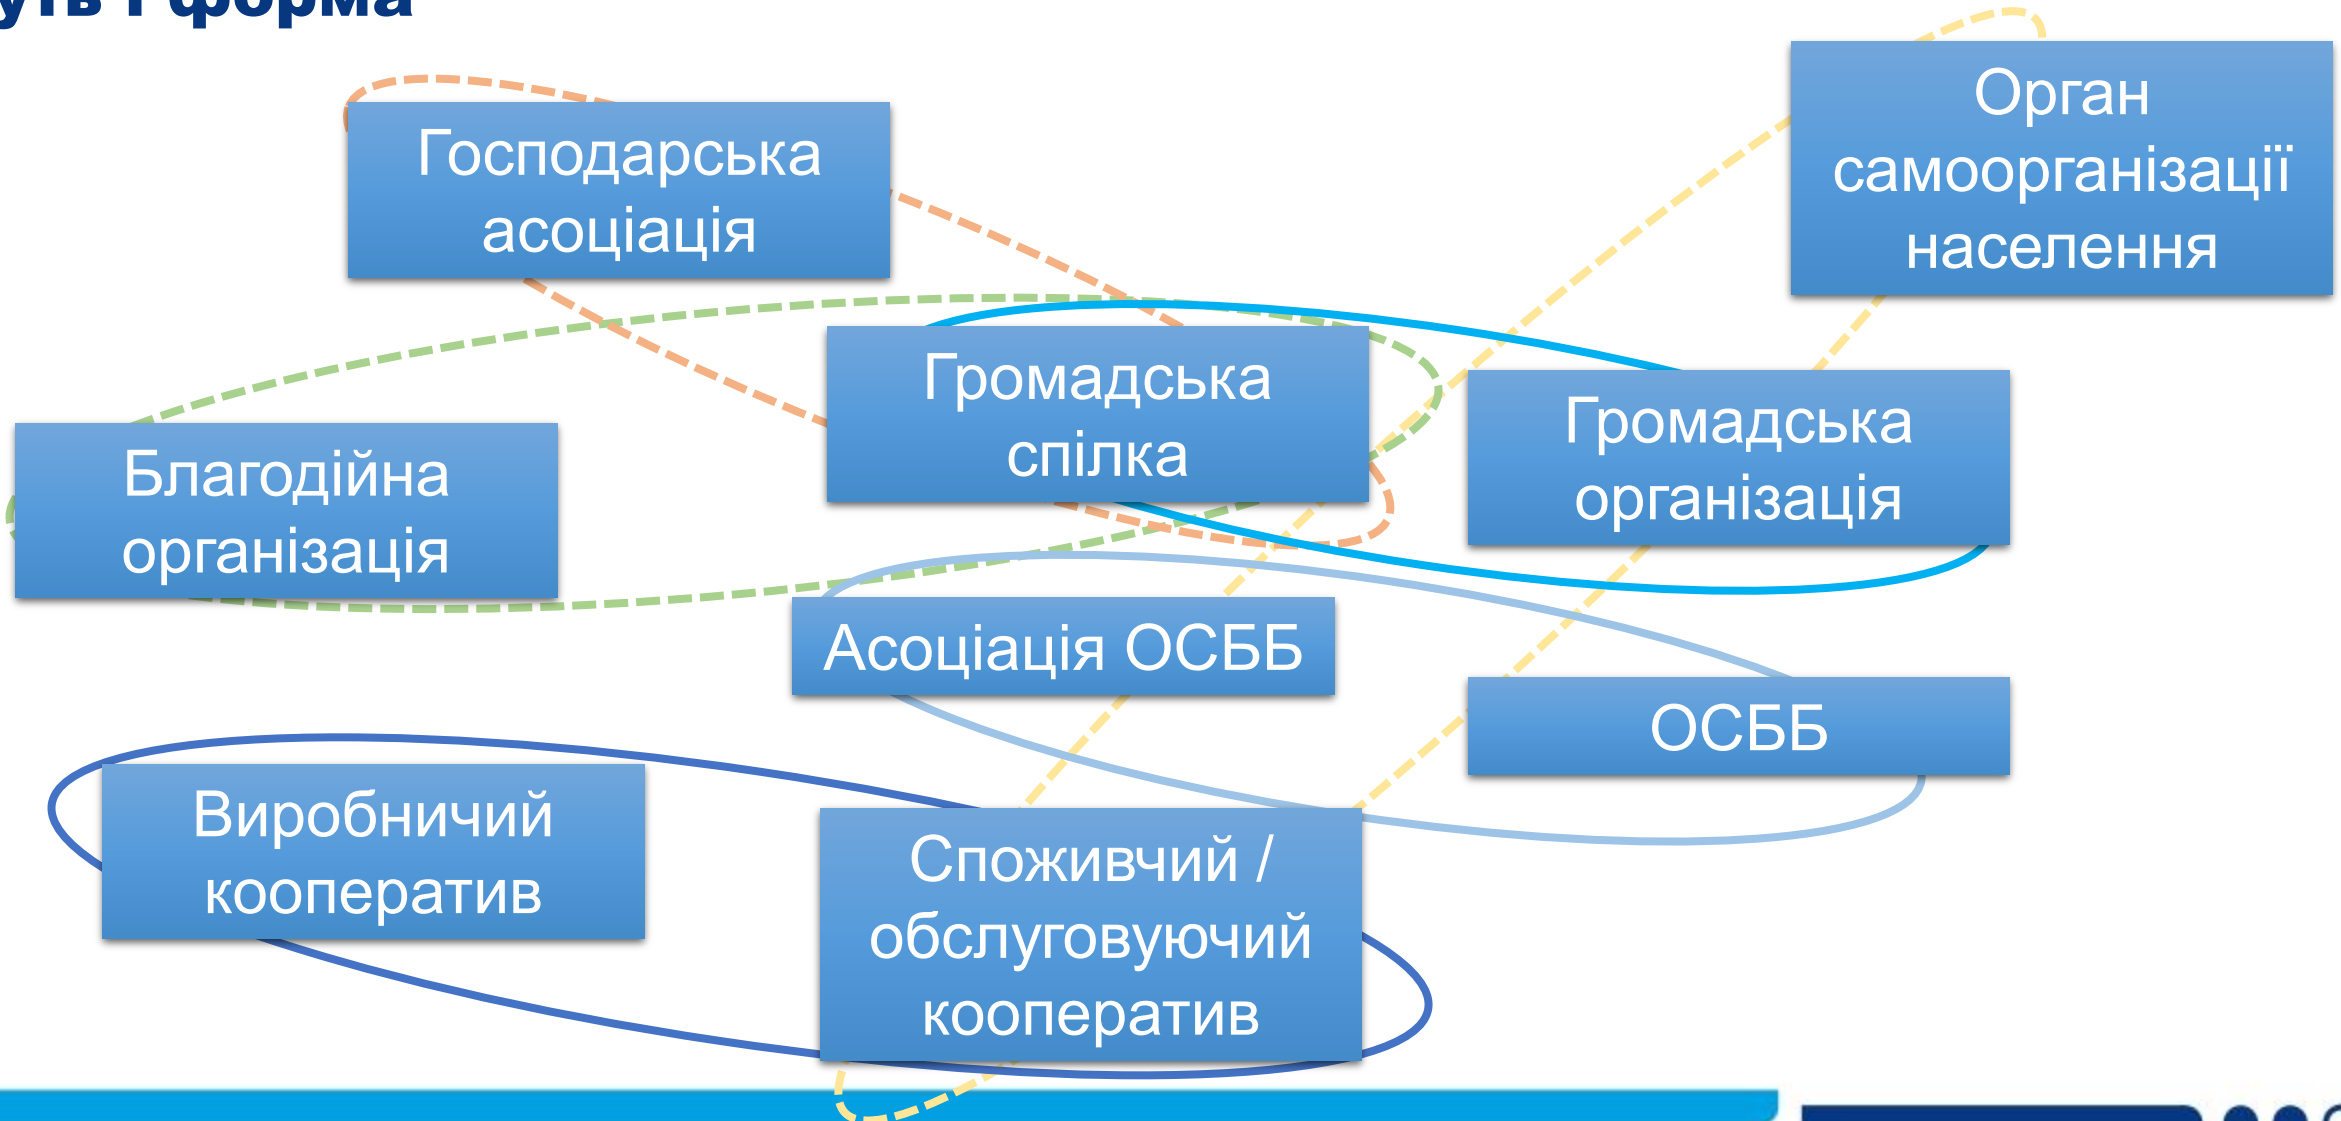 і форма
Господарська
асоціація
Орган
самоорганізації
населення
Громадська
спілка
Громадська
організація
Благодійна
організація
Асоціація ОСББ
ОСББ
Виробничий
кооператив
Споживчий /
обслуговуючий
кооператив